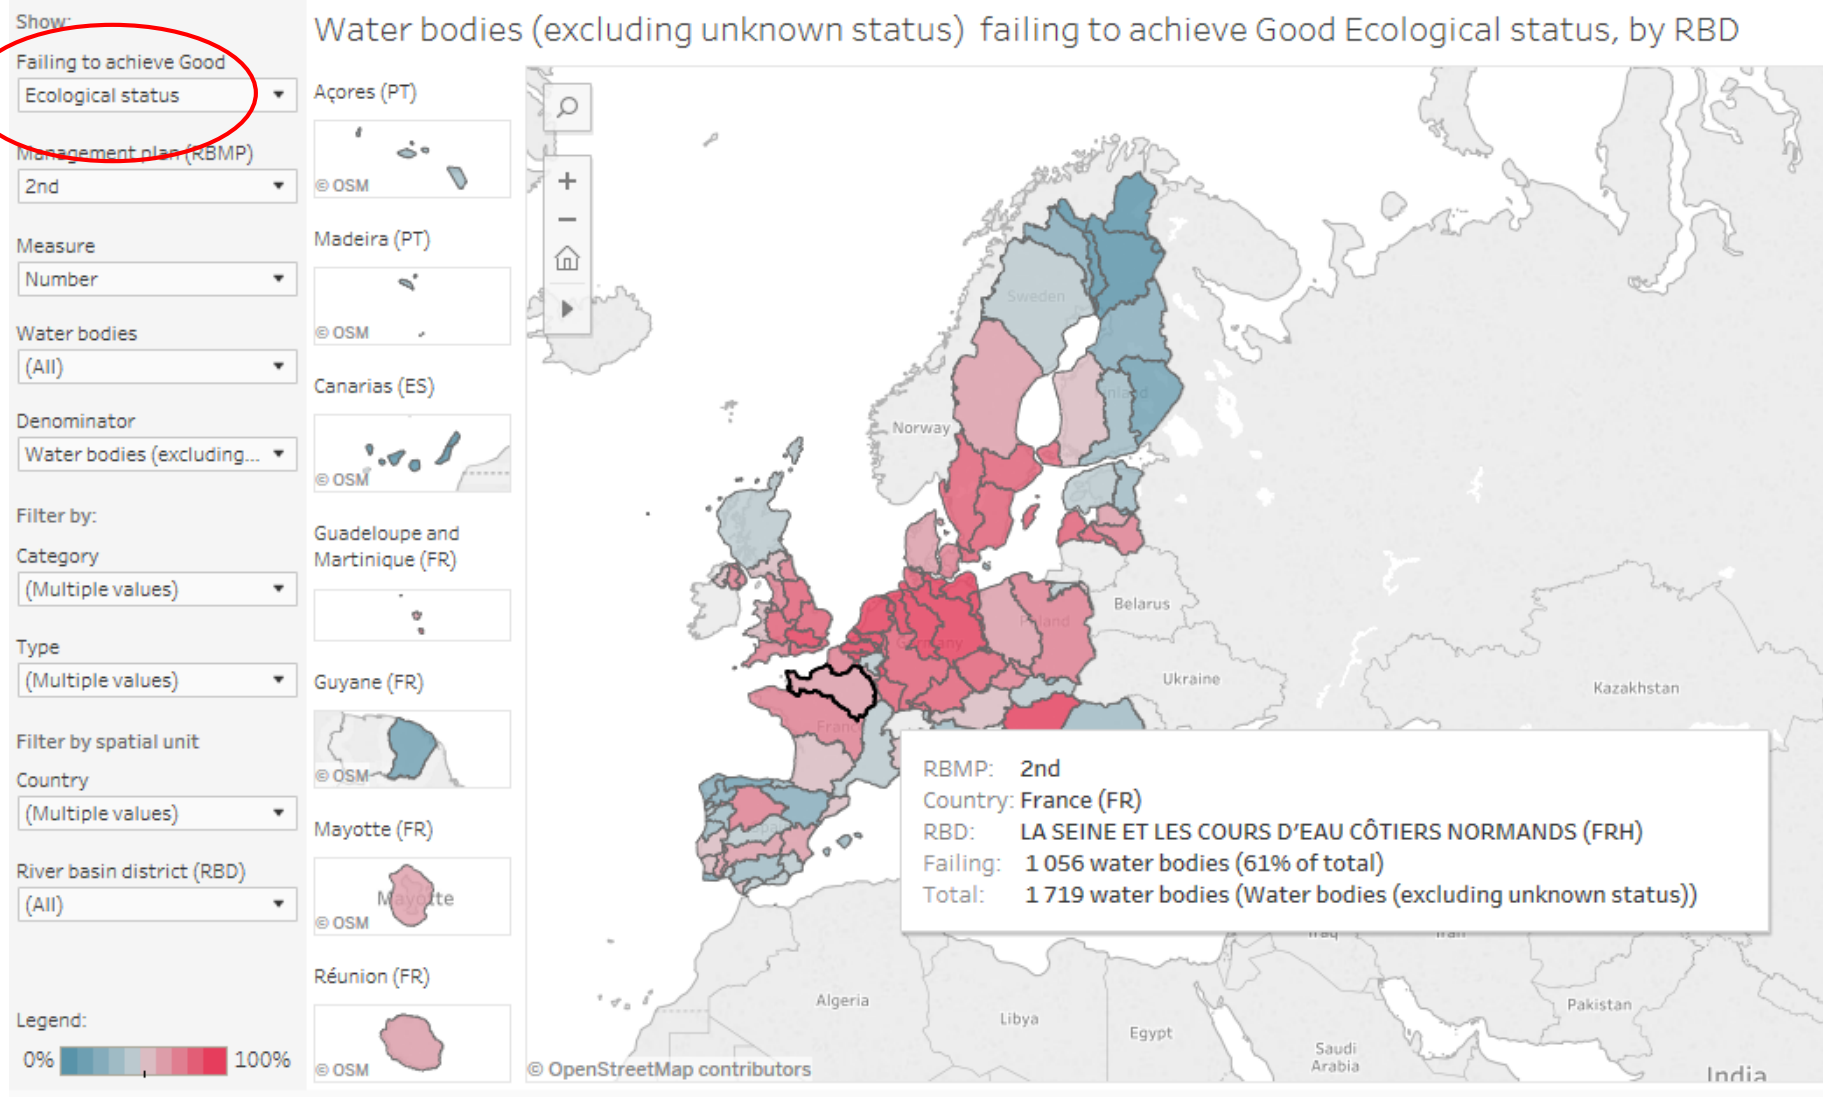 Show:
Failing to achieve Good
Ecological status
Management plan (RBMP)
2nd
Measure
Number
Water bodies
(All)
Denominator
Water bodies (excluding...
Filter by:
Category
(Multiple values)
Type
(Multiple values)
Filter by spatial unit
Country
(Multiple values)
River basin district (RBD)
(All)
Legend:
0% 100%
Water bodies (excluding unknown status) failing to achieve Good Ecological status, by RBD
Açores (PT)
© OSM
Madeira (PT)
© OSM
Canarias (ES)
© OSM
Guadeloupe and
Martinique (FR)
Guyane (FR)
© OSM
Mayotte (FR)
Mayotte
© OSM
Réunion (FR)
© OSM
Sweden
Norway
Belarus
Poland
Germany
Ukraine
Kazakhstan
France
RBMP: 2nd
Country: France (FR)
RBD: LA SEINE ET LES COURS D'EAU CÔTIERS NORMANDS (FRH)
Failing: 1 056 water bodies (61% of total)
Total: 1 719 water bodies (Water bodies (excluding unknown status))
Iraq
Iran
Algeria
Libya
Egypt
Pakistan
Saudi
Arabia
India
© OpenStreetMap contributors